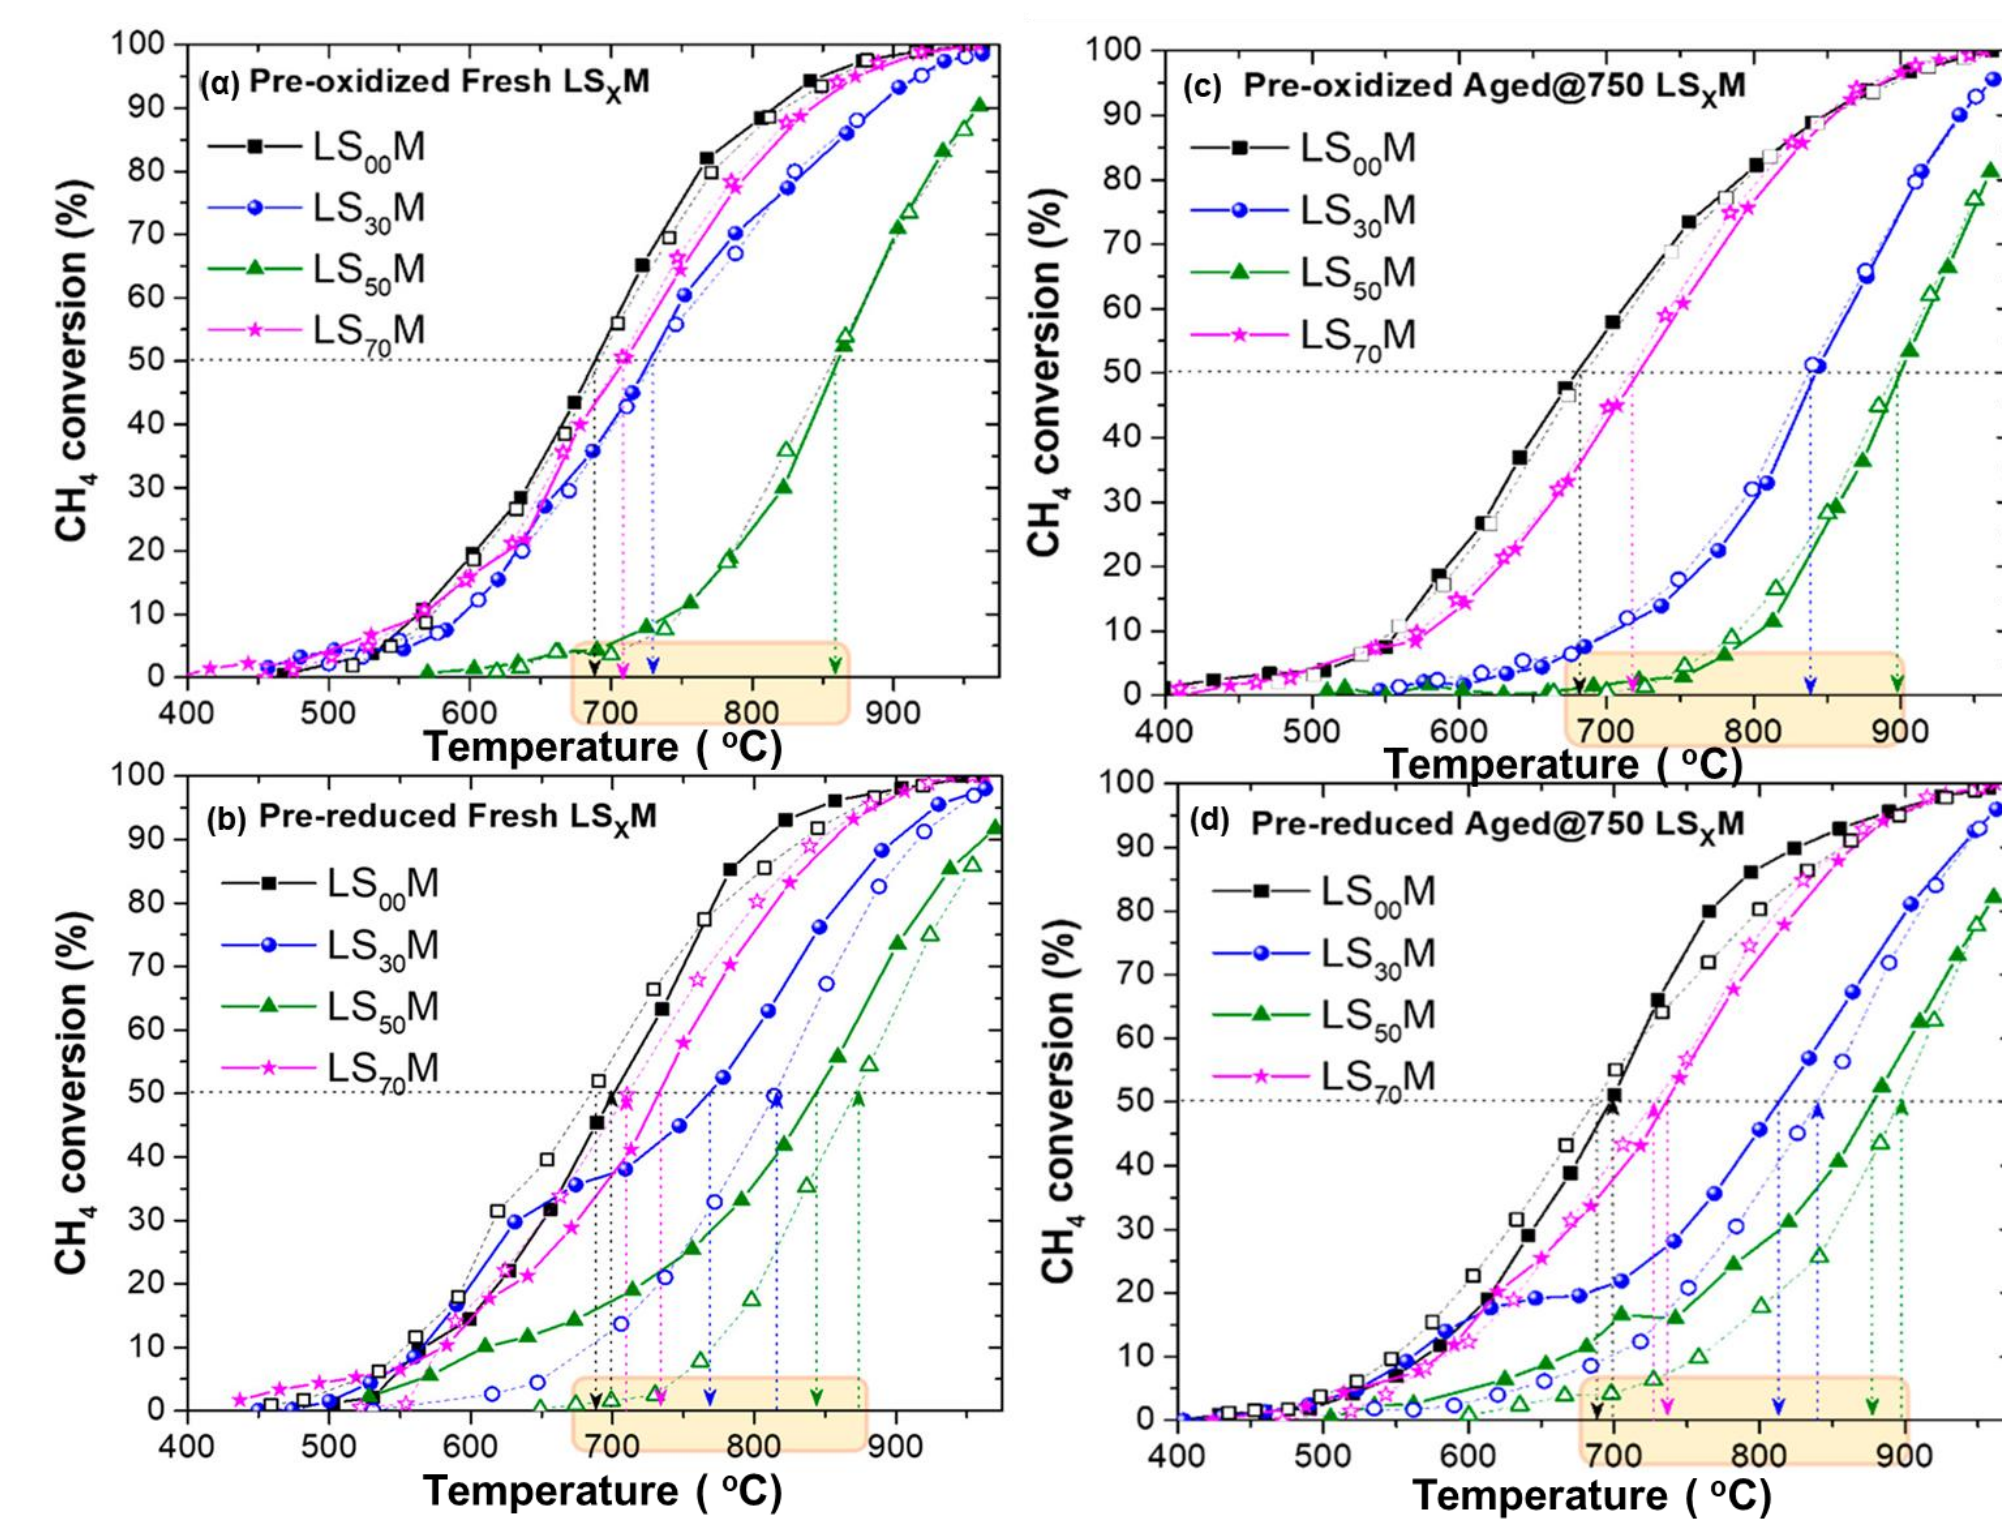 (α) Pre-oxidized Fresh LSXM
100
90
80
70
60
50
40
30
20
10
0
LS00M
LS30M
LS50M
LS70M
CH4 conversion (%)
400 500 600 700 800 900
Temperature ( oC)
(c) Pre-oxidized Aged@750 LSXM
100
90
80
70
60
50
40
30
20
10
0
LS00M
LS30M
LS50M
LS70M
CH4 conversion (%)
400 500 600 700 800 900
Temperature ( oC)
(b) Pre-reduced Fresh LSXM
100
90
80
70
60
50
40
30
20
10
0
LS00M
LS30M
LS50M
LS70M
CH4 conversion (%)
400 500 600 700 800 900
Temperature ( oC)
(d) Pre-reduced Aged@750 LSXM
100
90
80
70
60
50
40
30
20
10
0
LS00M
LS30M
LS50M
LS70M
CH4 conversion (%)
400 500 600 700 800 900
Temperature ( oC)